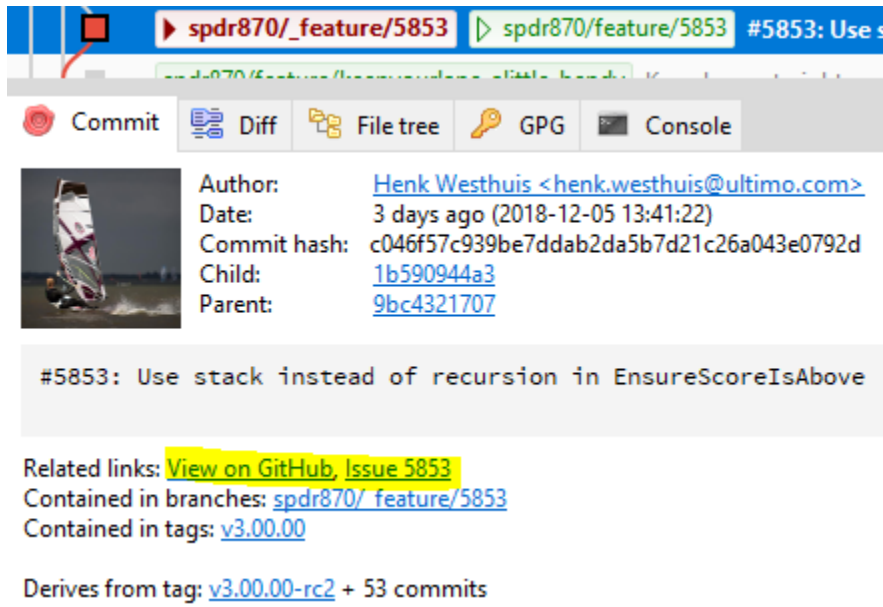 spdr870/_feature/5853 spdr870/feature/5853 #5853: Use s
Commit Diff File tree GPG Console
Author: Henk Westhuis <henk.westhuis@ultimo.com>
Date: 3 days ago (2018-12-05 13:41:22)
Commit hash: c046f57c939be7ddab2da5b7d21c26a043e0792d
Child: 1b590944a3
Parent: 9bc4321707
#5853: Use stack instead of recursion in EnsureScoreIsAbove
Related links: View on GitHub, Issue 5853
Contained in branches: spdr870/_feature/5853
Contained in tags: v3.00.00
Derives from tag: v3.00.00-rc2 + 53 commits